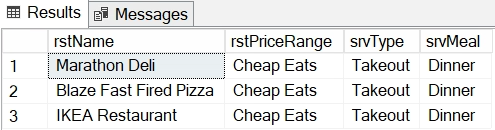 Results Messages
rstName rstPriceRange srvType srvMeal
1 Marathon Deli Cheap Eats Takeout Dinner
2 Blaze Fast Fired Pizza Cheap Eats Takeout Dinner
3 IKEA Restaurant Cheap Eats Takeout Dinner